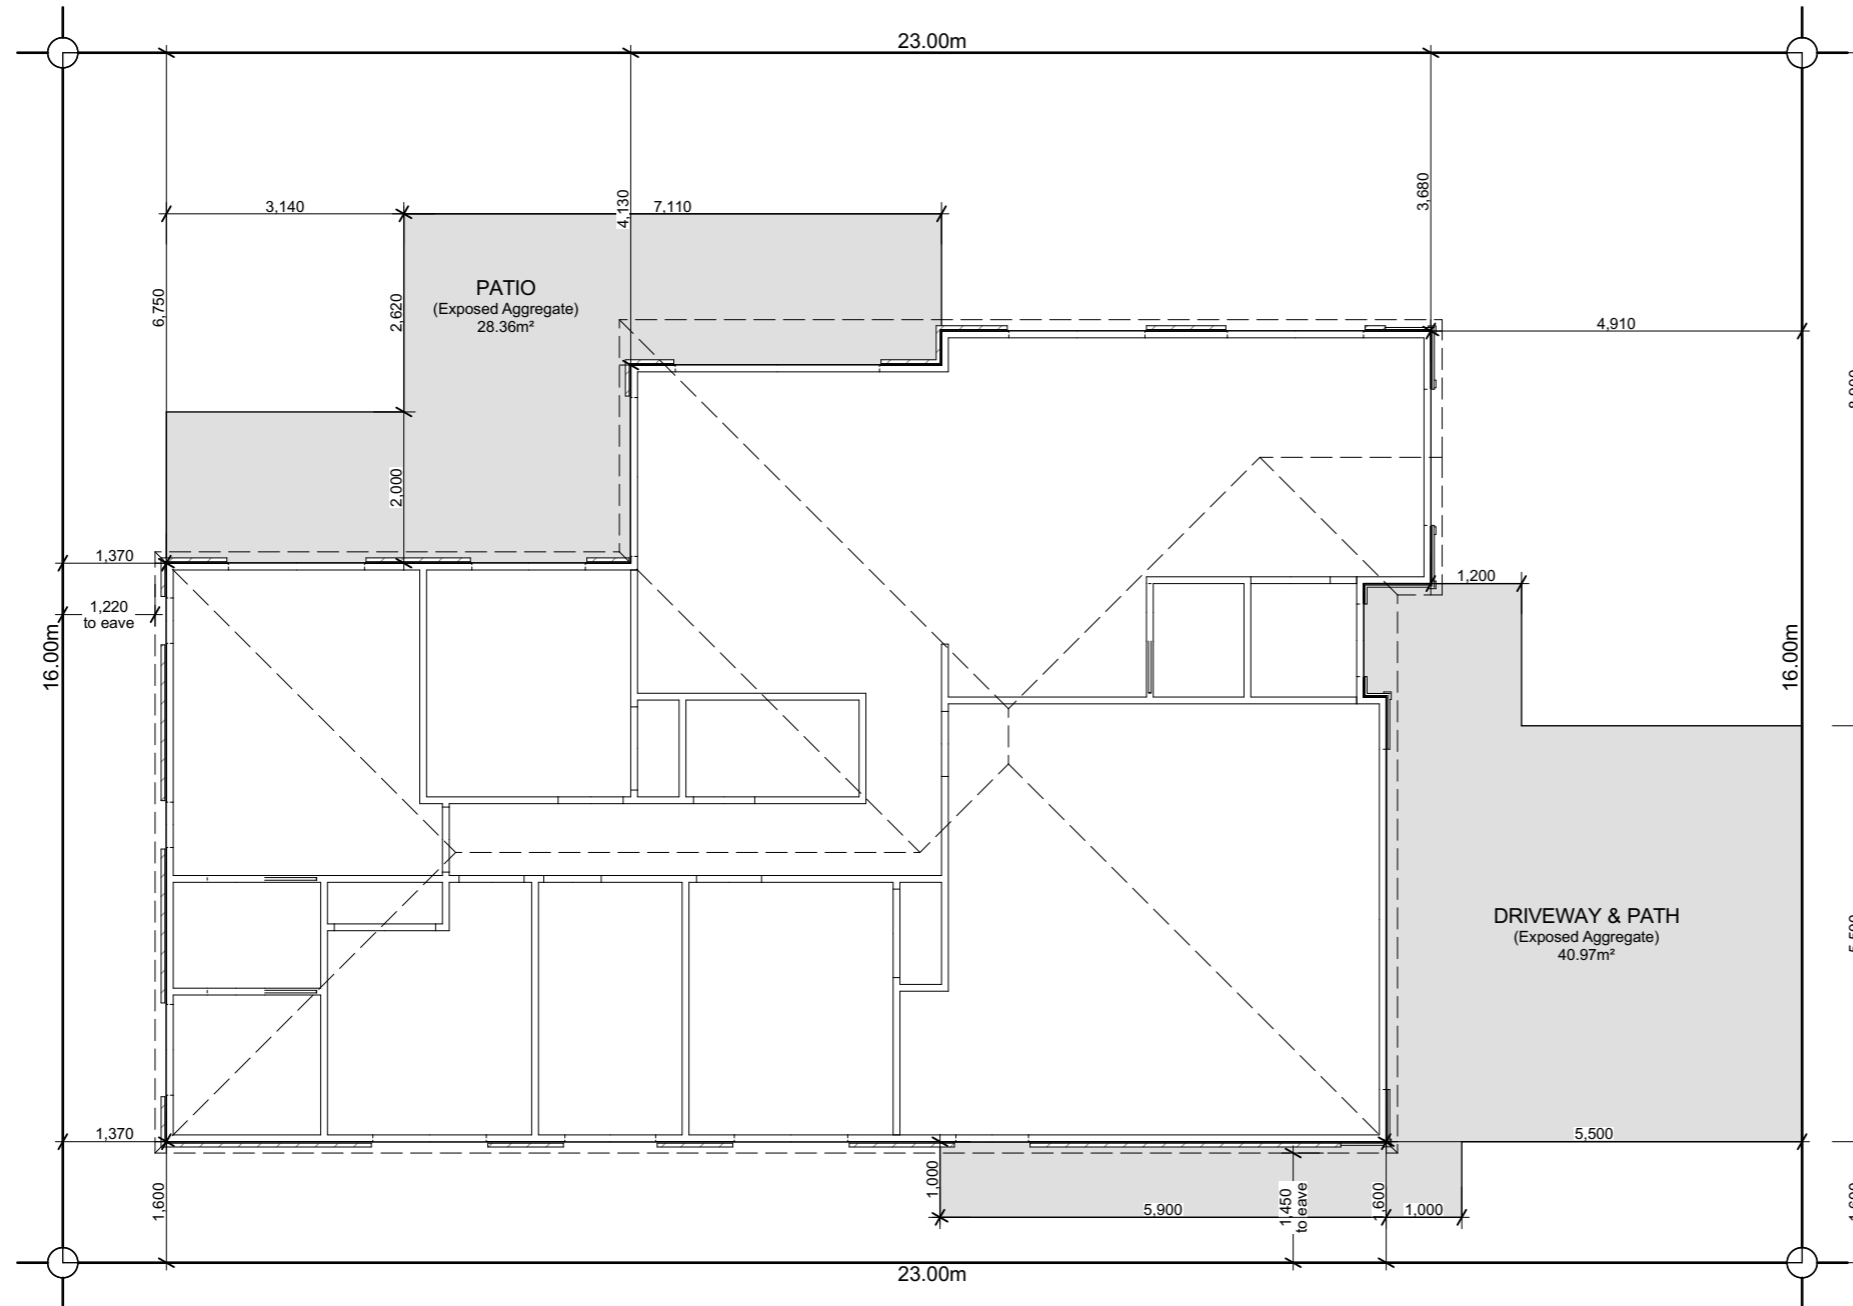 23.00m
3,140
7,110
4,130
3,680
6,750
2,620
PATIO
(Exposed Aggregate)
28.36m²
4,910
2,000
1,370
1,200
1,220
to eave
16.00m
16.00m
DRIVEWAY & PATH
(Exposed Aggregate)
40.97m²
1,370
5,500
1,600
1,000
5,900
1,450
to eave
1,600
1,000
23.00m